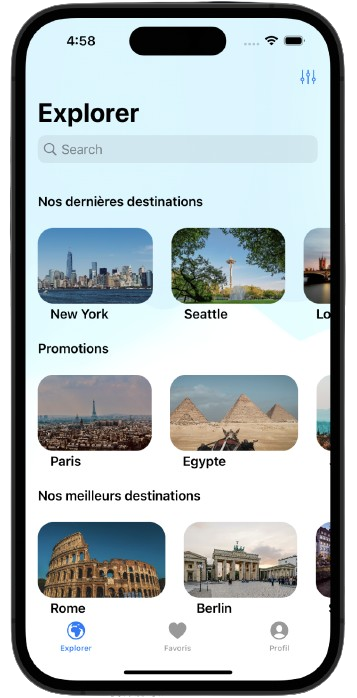 4:58
Explorer
Search
Nos dernières destinations
New York Seattle Lo
Promotions
Paris Egypte
Nos meilleurs destinations
Rome Berlin S
Explorer Favoris Profil